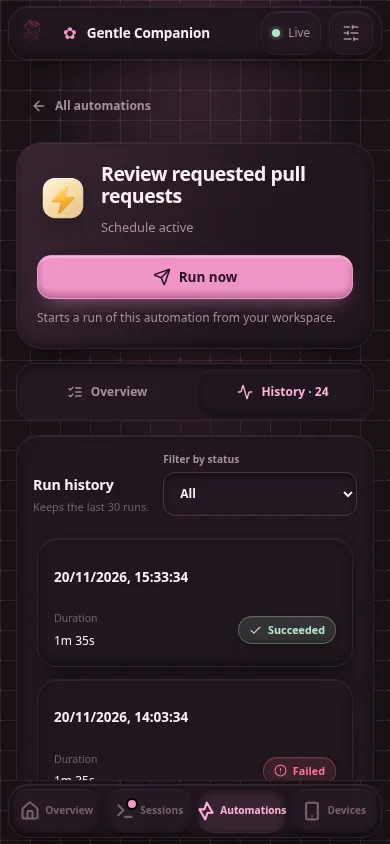 Gentle Companion
Live
All automations
Review requested pull
requests
Schedule active
Run now
Starts a run of this automation from your workspace.
Overview
History · 24
Filter by status
Run history
Keeps the last 30 runs.
All
20/11/2026, 15:33:34
Duration
1m 35s
Succeeded
20/11/2026, 14:03:34
Duration
1m 35s
Failed
Overview
Sessions
Automations
Devices